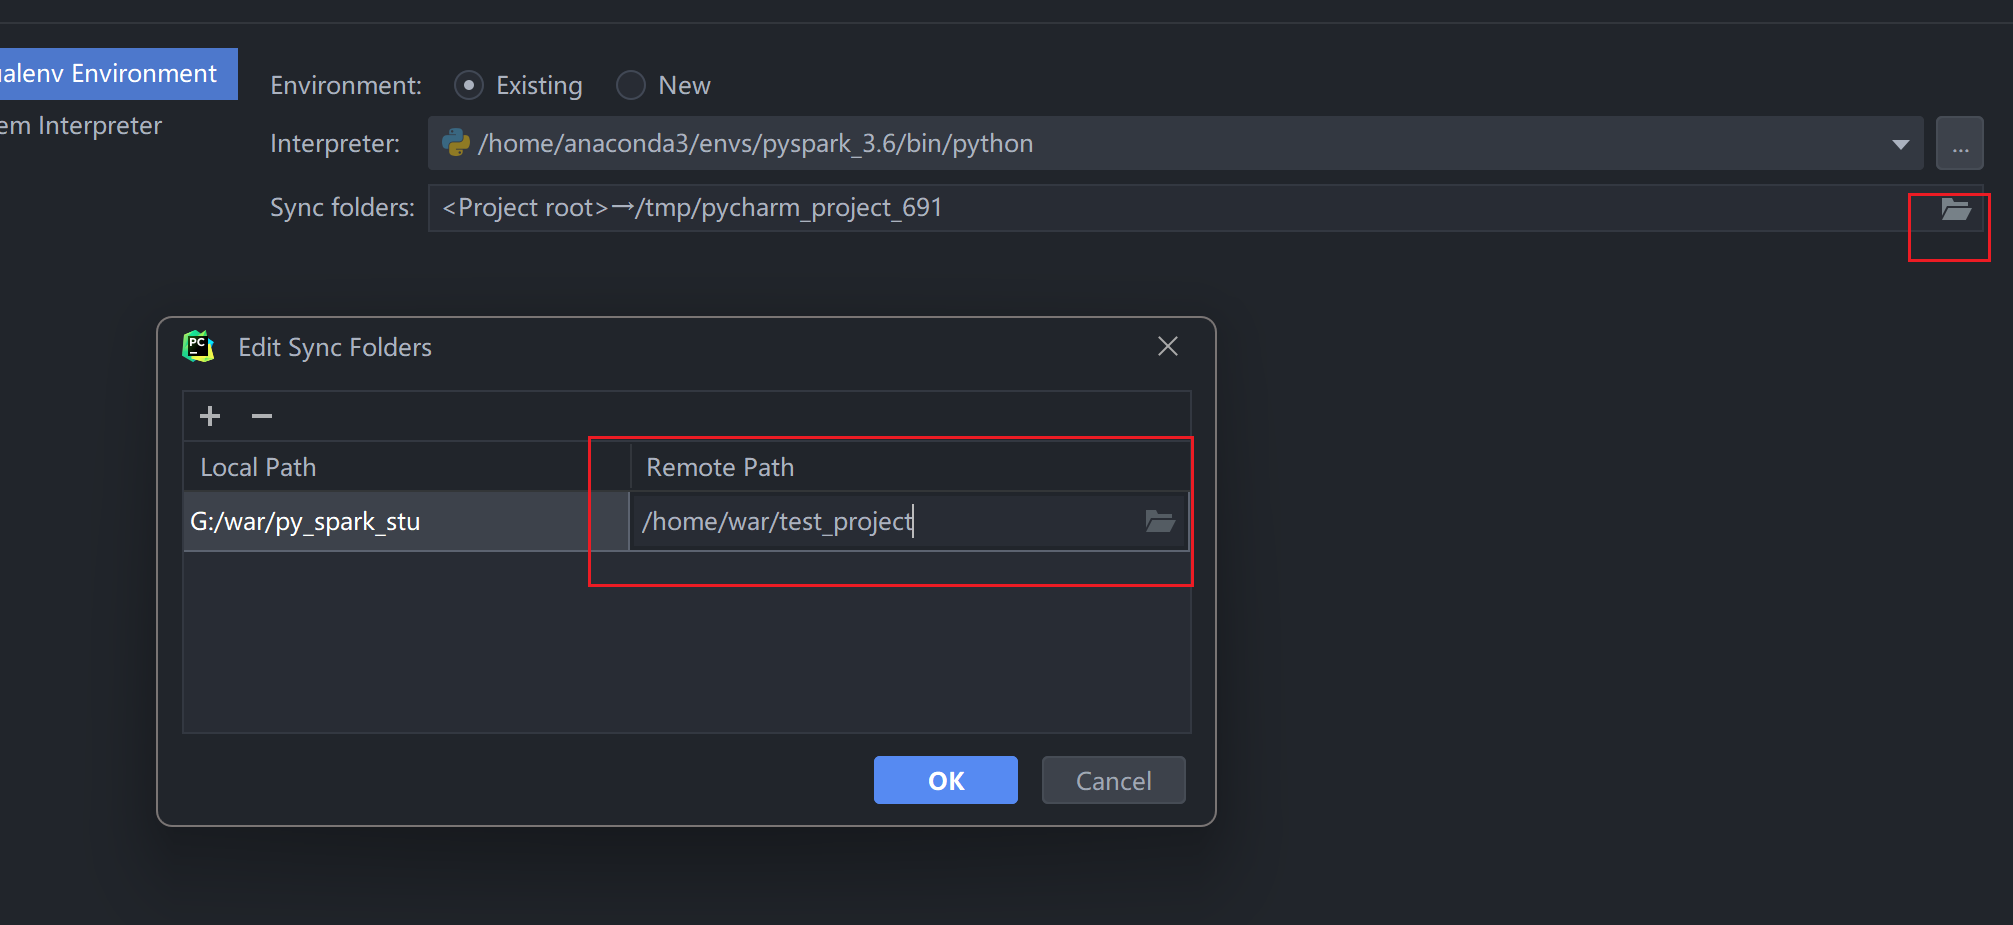 alenv Environment
Environment: Existing New
em Interpreter
Interpreter: /home/anaconda3/envs/pyspark_3.6/bin/python ...
Sync folders: <Project root>→/tmp/pycharm_project_691
PC Edit Sync Folders
Local Path Remote Path
G:/war/py_spark_stu /home/war/test_project
OK Cancel